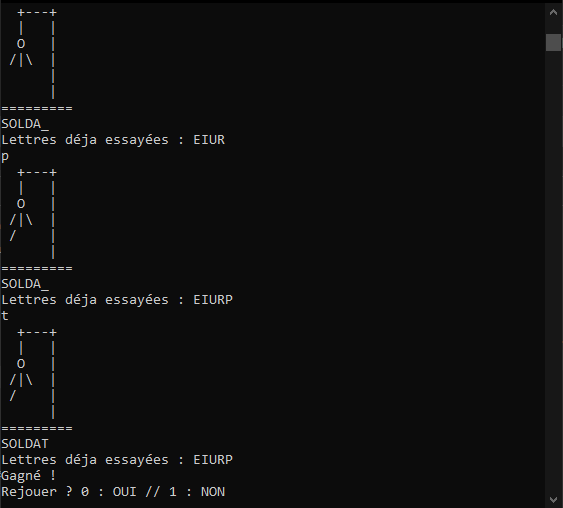 +---+
  |   |
  O   |
 /|\  |
      |
      |
=========
SOLDA_
Lettres déja essayées : EIUR
p
  +---+
  |   |
  O   |
 /|\  |
 /    |
      |
=========
SOLDA_
Lettres déja essayées : EIURP
t
  +---+
  |   |
  O   |
 /|\  |
 /    |
      |
=========
SOLDAT
Lettres déja essayées : EIURP
Gagné !
Rejouer ? 0 : OUI // 1 : NON